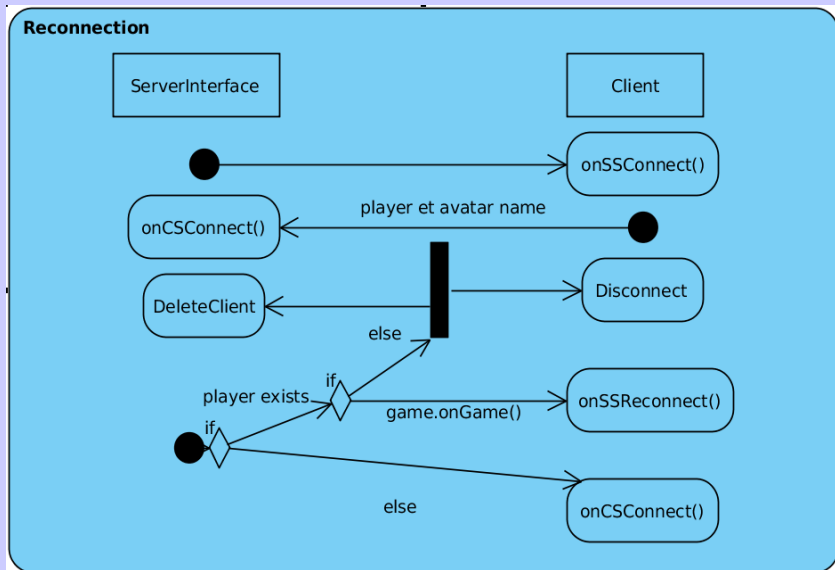 Reconnection
ServerInterface
Client
onSSConnect()
player et avatar name
onCSConnect()
DeleteClient
Disconnect
else
if
player exists
game.onGame()
onSSReconnect()
if
else
onCSConnect()